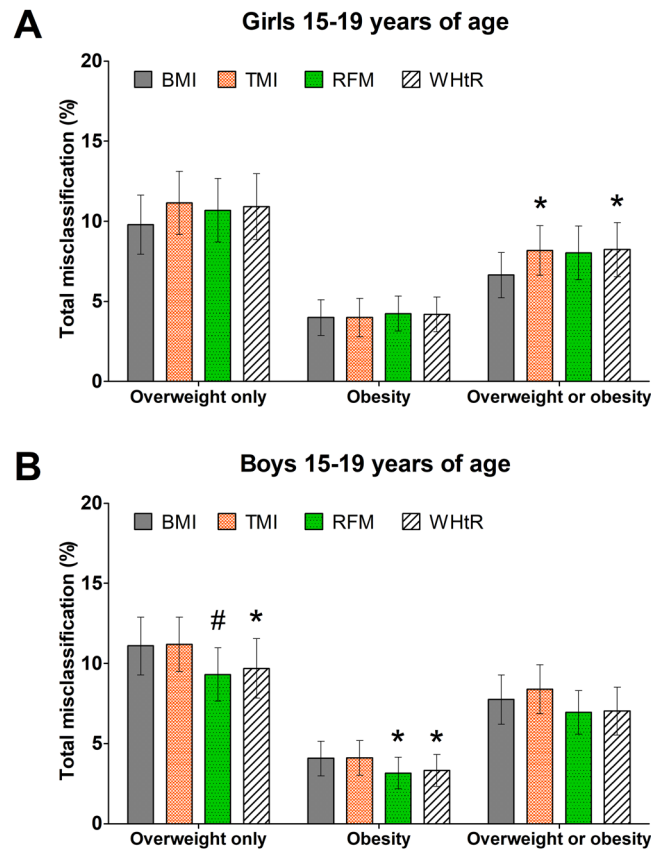 A
Girls 15-19 years of age
Total misclassification (%)
20
15
10
5
0
BMI TMI RFM WHtR
* *
Overweight only Obesity Overweight or obesity
B
Boys 15-19 years of age
Total misclassification (%)
20
15
10
5
0
BMI TMI RFM WHtR
# * * *
Overweight only Obesity Overweight or obesity